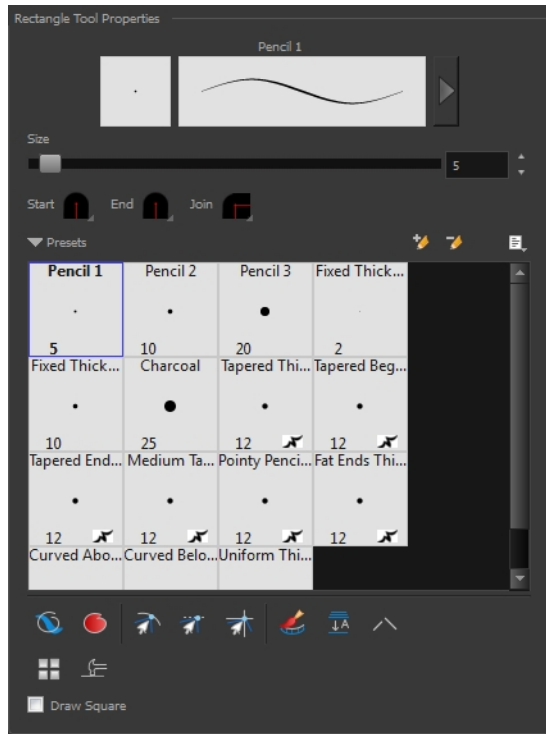 Rectangle Tool Properties
Pencil 1
Size
5
Start End Join
Presets
Pencil 1 Pencil 2 Pencil 3 Fixed Thick...
5 10 20 2
Fixed Thick... Charcoal Tapered Thi... Tapered Beg...
10 25 12 12
Tapered End... Medium Ta... Pointy Penci... Fat Ends Thi...
12 12 12 12
Curved Abo... Curved Belo... Uniform Thi...
A
Draw Square